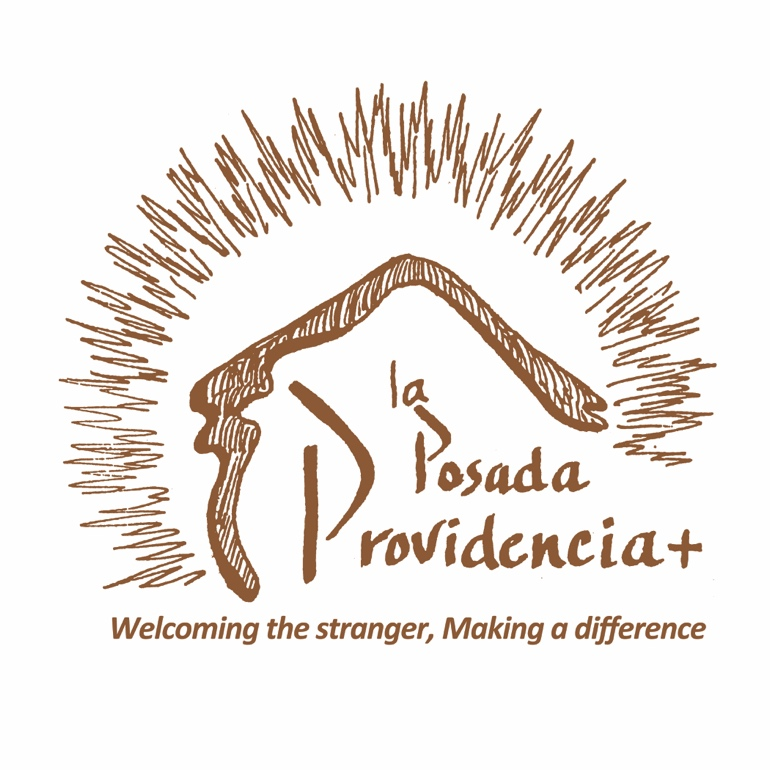 la
Posada
Providencia+
Welcoming the stranger, Making a difference